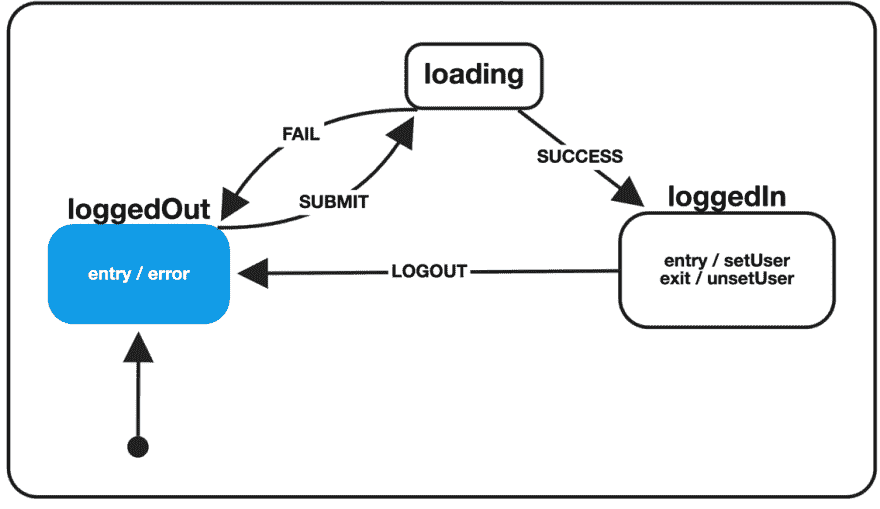 loading
FAIL
SUCCESS
SUBMIT
loggedOut
loggedIn
entry / error
entry / setUser
exit / unsetUser
LOGOUT